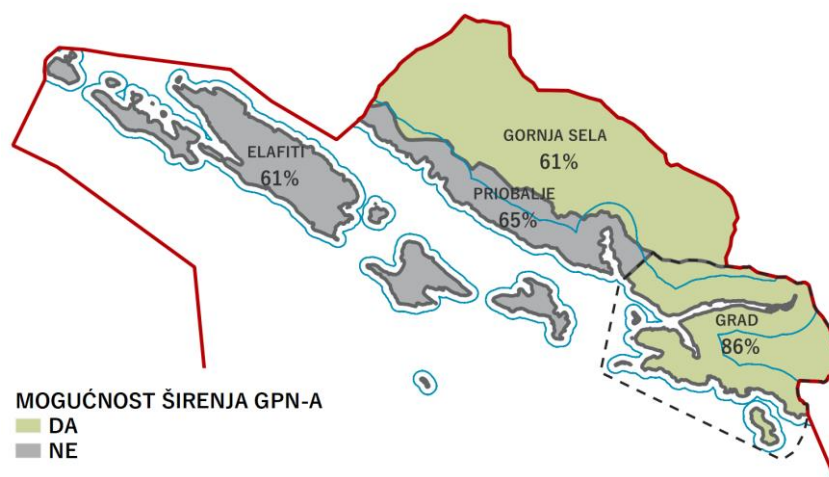 GORNJA SELA
61%
ELAFITI
61%
PRIOBALJE
65%
GRAD
86%
MOGUĆNOST ŠIRENJA GPN-A
DA
NE